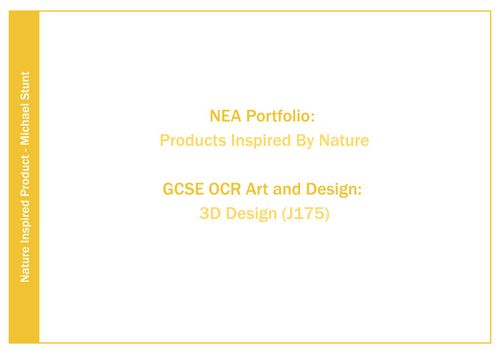 Nature Inspired Product - Michael Stunt
NEA Portfolio:
Products Inspired By Nature
GCSE OCR Art and Design:
3D Design (J175)